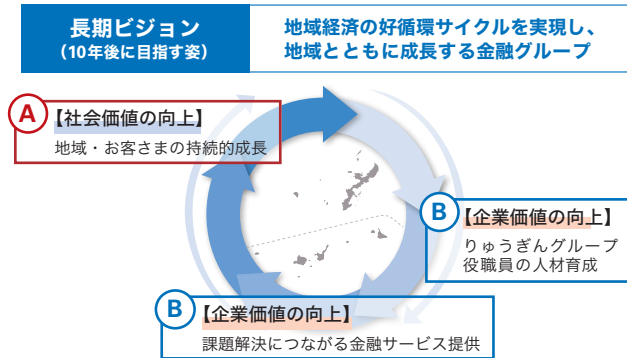 長期ビジョン
（10年後に目指す姿）
地域経済の好循環サイクルを実現し、
地域とともに成長する金融グループ
A
【社会価値の向上】
地域・お客さまの持続的成長
B
【企業価値の向上】
りゅうぎんグループ
役職員の人材育成
B
【企業価値の向上】
課題解決につながる金融サービス提供